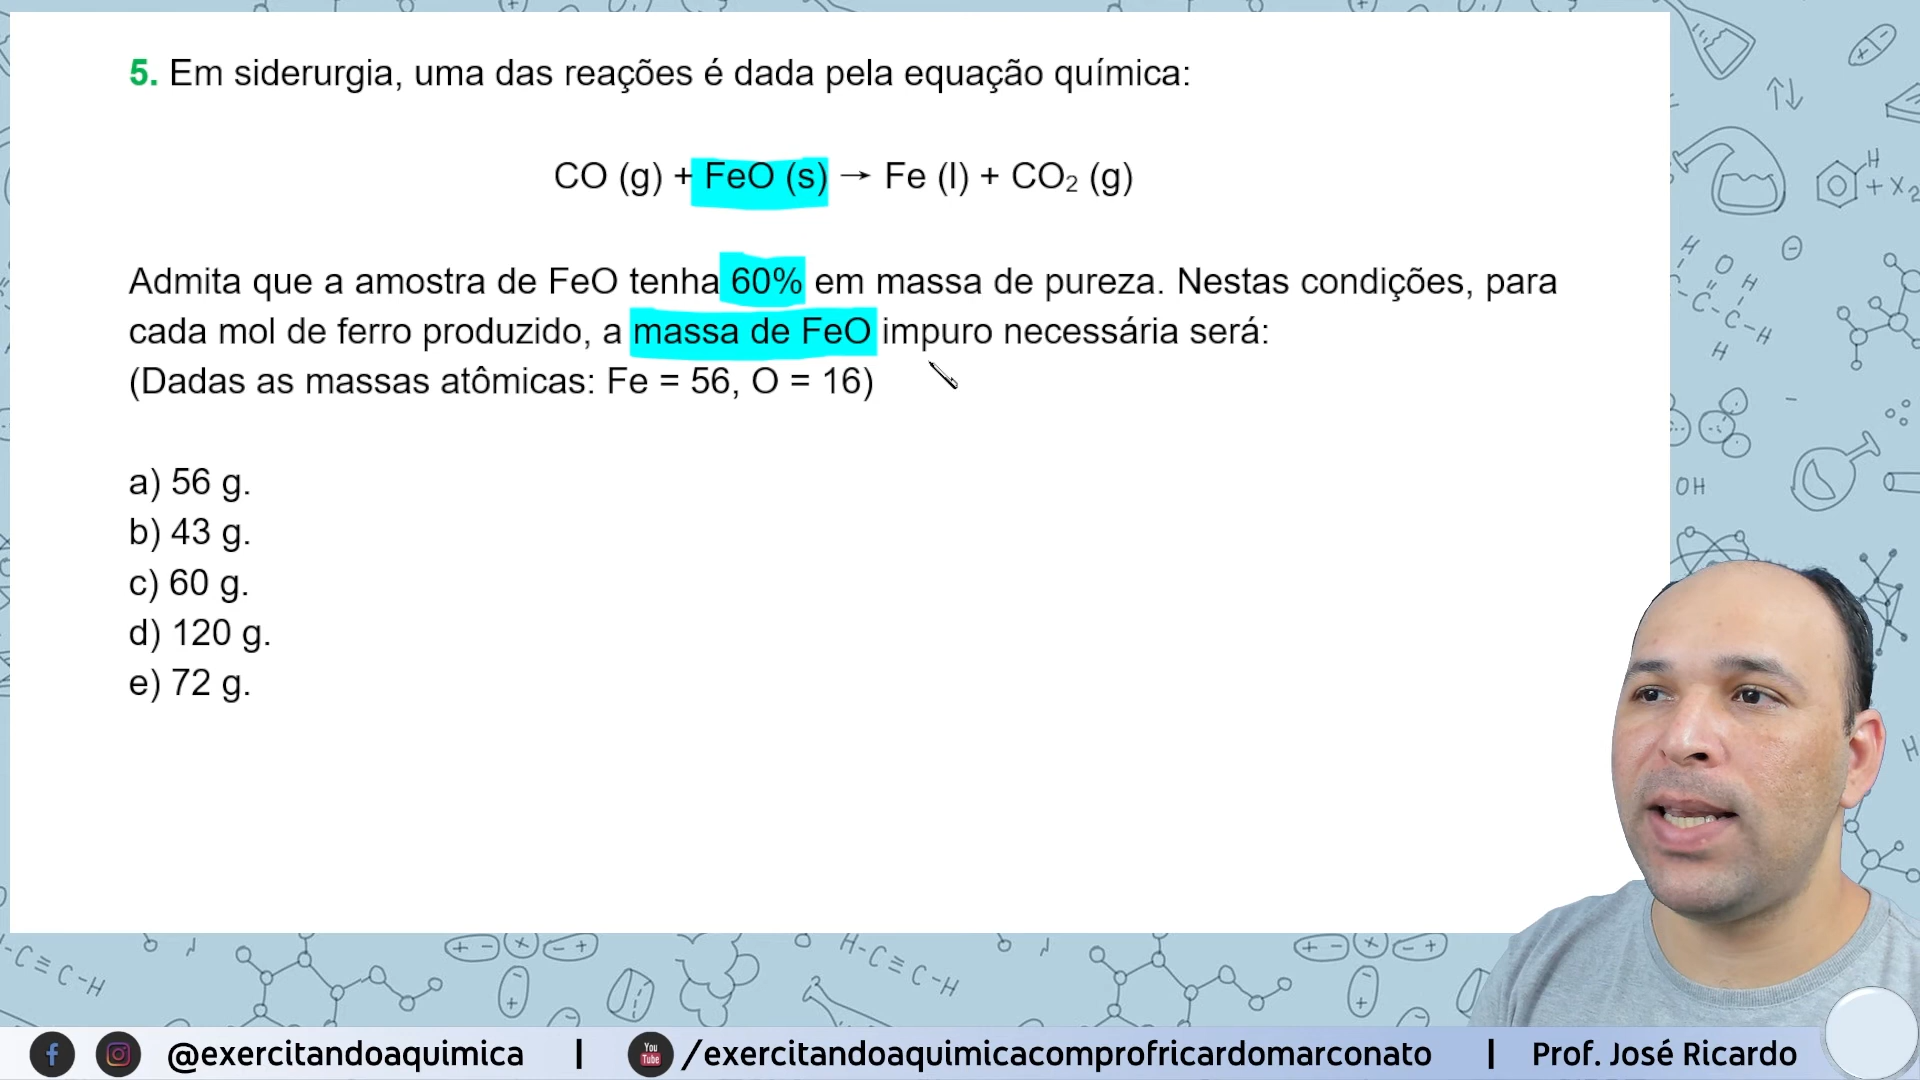 5. Em siderurgia, uma das reações é dada pela equação química:
CO (g) + FeO (s) → Fe (l) + CO₂ (g)
Admita que a amostra de FeO tenha 60% em massa de pureza. Nestas condições, para
cada mol de ferro produzido, a massa de FeO impuro necessária será:
(Dadas as massas atômicas: Fe = 56, O = 16)
a) 56 g.
b) 43 g.
c) 60 g.
d) 120 g.
e) 72 g.
@exercitandoaquimica | You Tube /exercitandoaquimicacomprofricardomarconato | Prof. José Ricardo